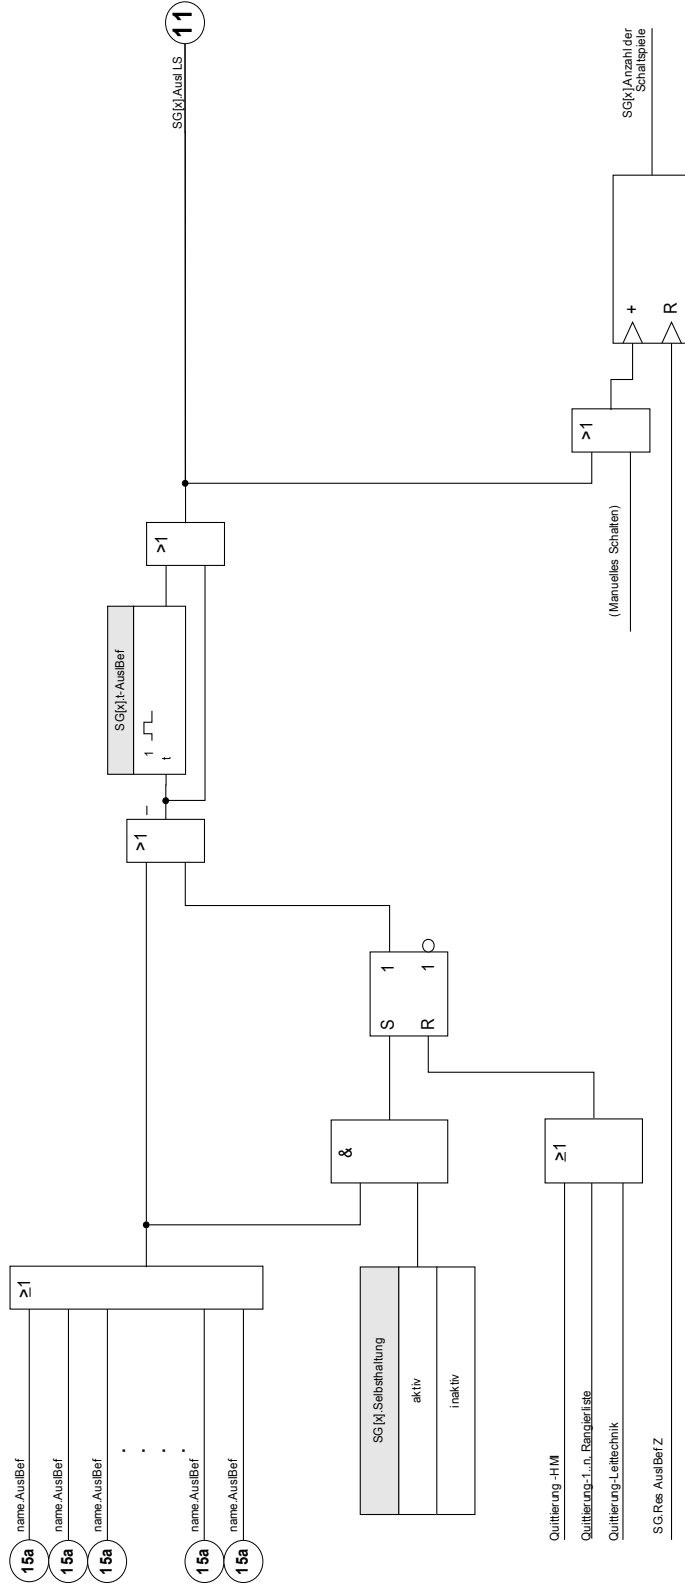 15a
name.AuslBef
15a
name.AuslBef
15a
name.AuslBef
. . . .
15a
name.AuslBef
15a
name.AuslBef
≥1
SG[x].Selbsthaltung
aktiv
inaktiv
&
Quittierung -HMI
Quittierung-1..n, Rangierliste
Quittierung-Leittechnik
≥1
SG.Res AuslBef Z
S 1
R 1
>1
SG[x].t-AuslBef
1
t
>1
SG[x].Ausl LS
11
(Manuelles Schalten)
>1
+
R
SG[x].Anzahl der
Schaltspiele